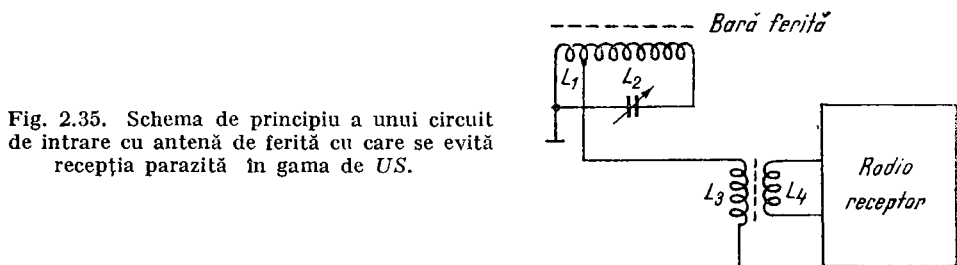 Fig. 2.35. Schema de principiu a unui circuit
de intrare cu antenă de ferită cu care se evită
recepția parazită în gama de US.
Bară ferită
L1
L2
L3
L4
Radio
receptor